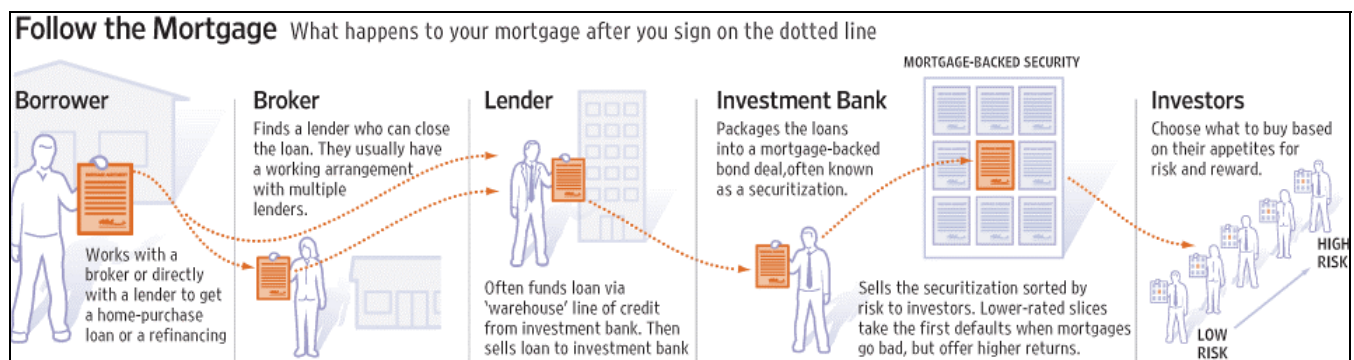 Follow the Mortgage What happens to your mortgage after you sign on the dotted line
Borrower
Works with a
broker or directly
with a lender to get
a home-purchase
loan or a refinancing
Broker
Finds a lender who can close
the loan. They usually have
a working arrangement
with multiple
lenders.
Lender
Often funds loan via
‘warehouse’ line of credit
from investment bank. Then
sells loan to investment bank
Investment Bank
Packages the loans
into a mortgage-backed
bond deal,often known
as a securitization.
MORTGAGE-BACKED SECURITY
Sells the securitization sorted by
risk to investors. Lower-rated slices
take the first defaults when mortgages
go bad, but offer higher returns.
Investors
Choose what to buy based
on their appetites for
risk and reward.
HIGH
RISK
LOW
RISK